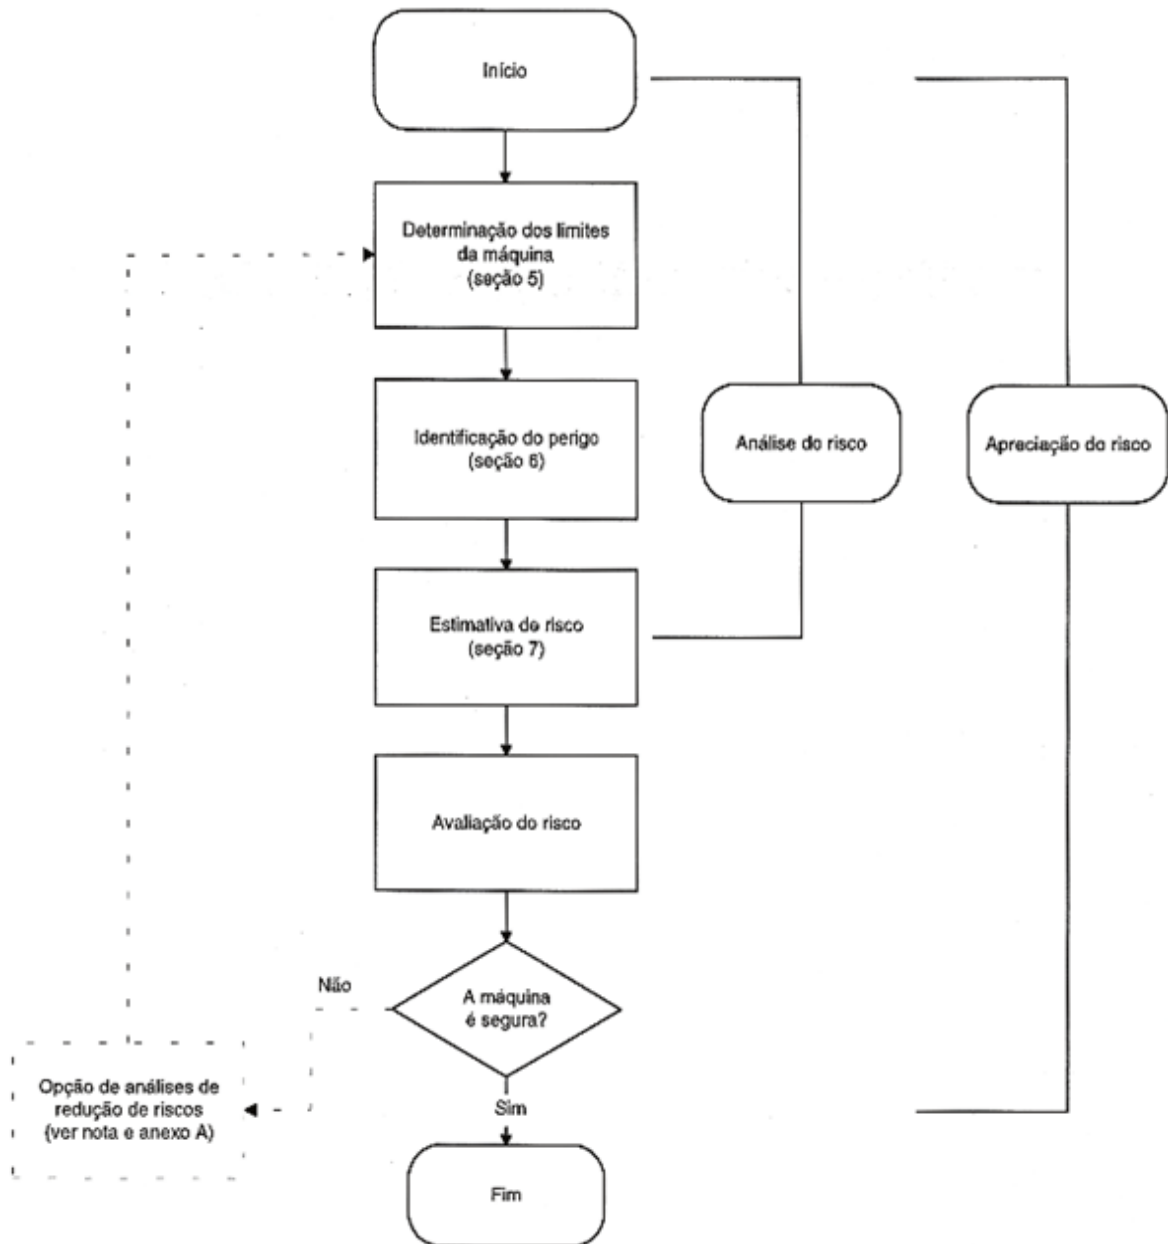 Início
Determinação dos limites
da máquina
(seção 5)
Identificação do perigo
(seção 6)
Análise do risco
Apreciação do risco
Estimativa de risco
(seção 7)
Avaliação do risco
Não
A máquina
é segura?
Opção de análises de
redução de riscos
(ver nota e anexo A)
Sim
Fim